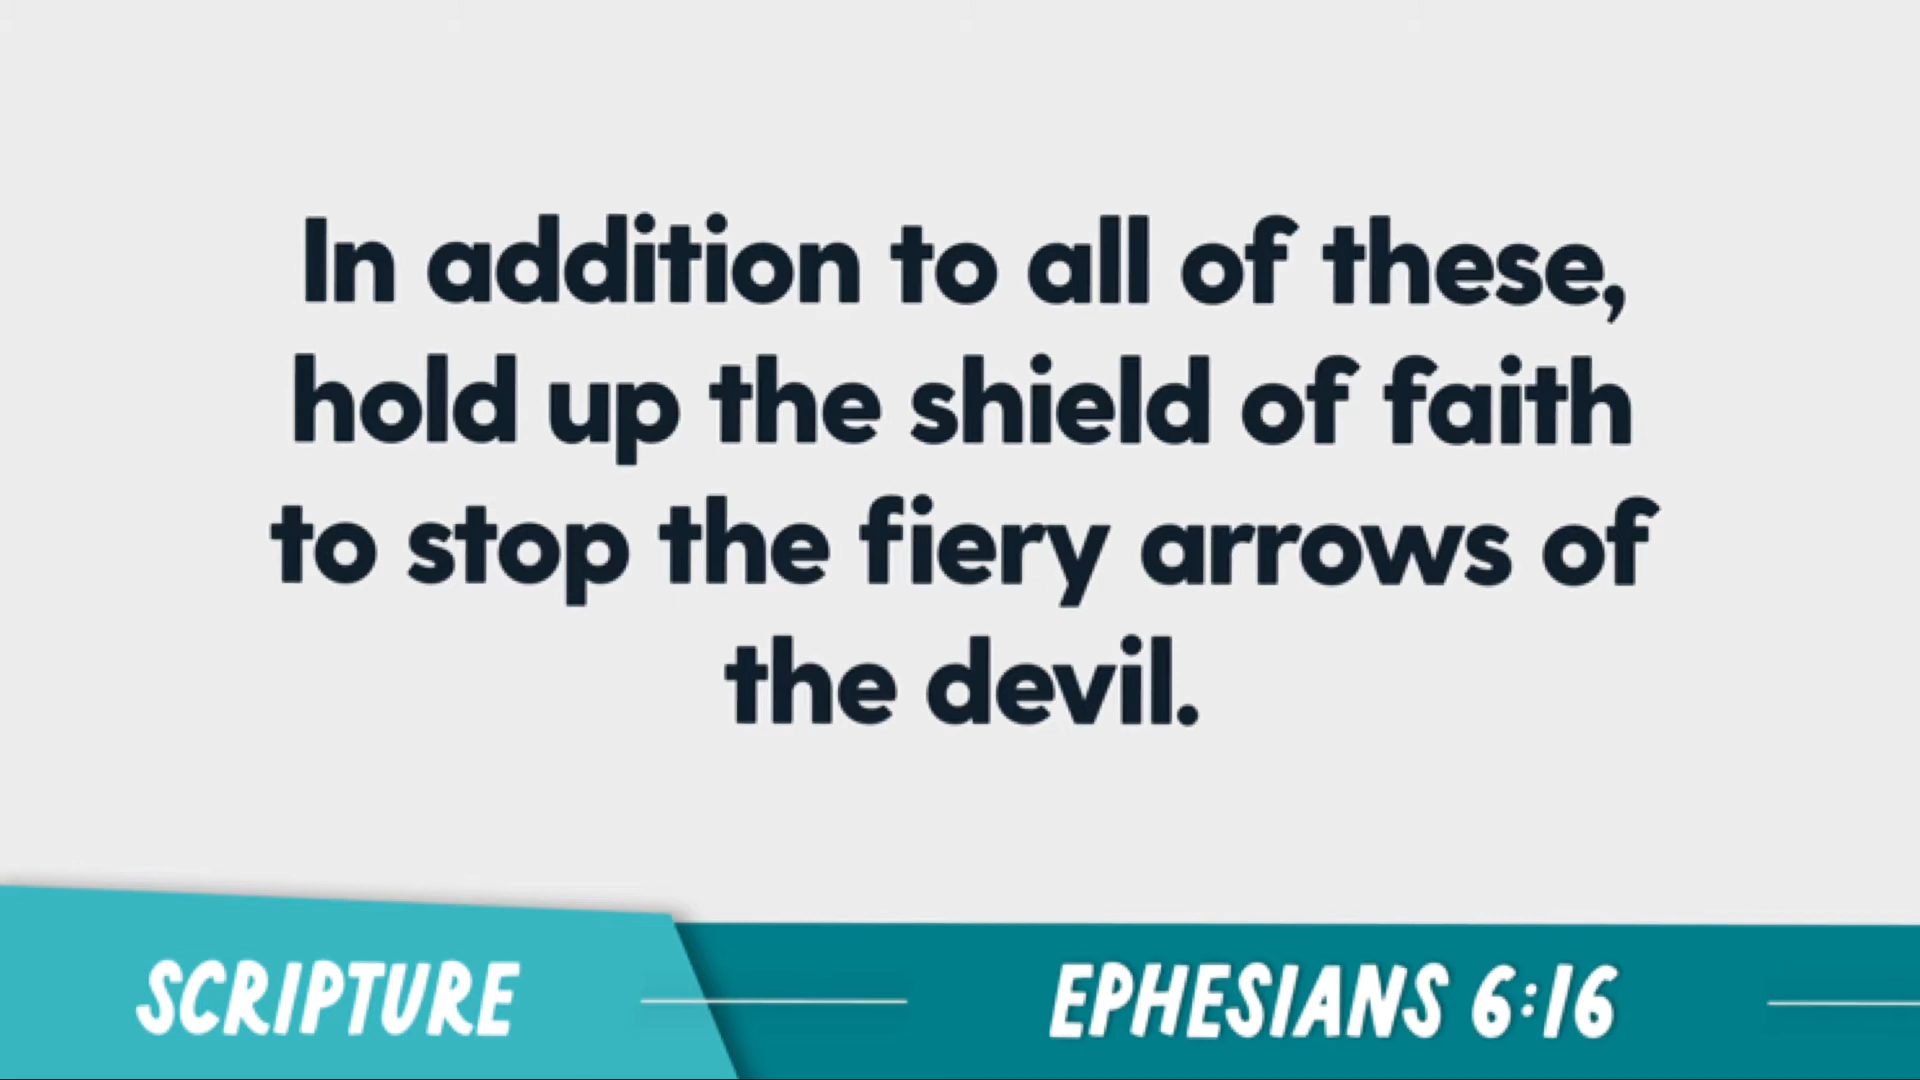 In addition to all of these,
hold up the shield of faith
to stop the fiery arrows of
the devil.
SCRIPTURE
EPHESIANS 6:16